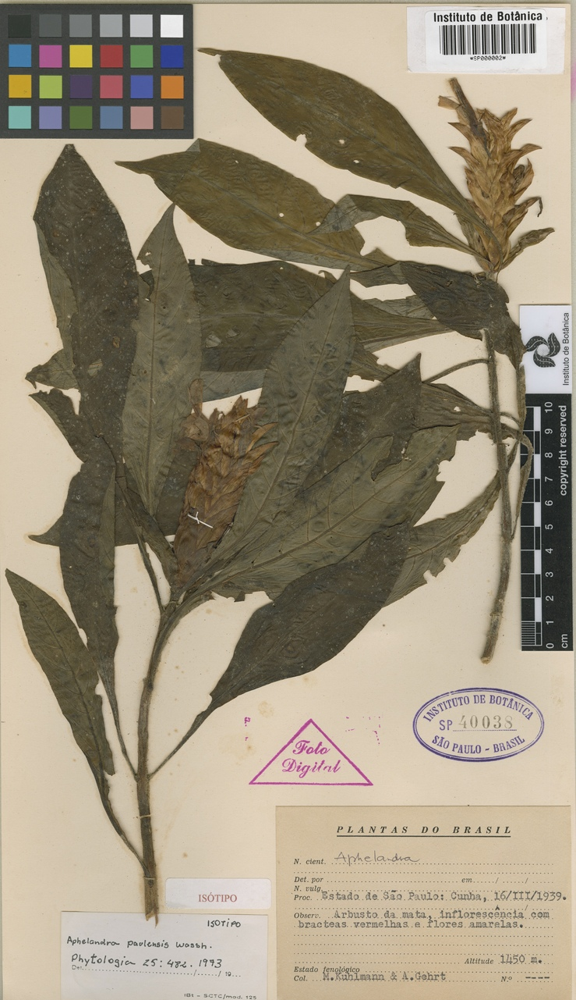 Instituto de Botânica
*SP000002*
Instituto de Botânica
copyright reserved
10
9
8
7
6
5
4
3
2
1
0
cm
INSTITUTO DE BOTÂNICA
SP 40038
SÃO PAULO - BRASIL
Foto
Digital
PLANTAS DO BRASIL
N. cient. Aphelandra
Det. por em / /
N. vulg.
Proc. Estado de São Paulo: Cunha, 16/III/1939.
Observ. Arbusto da mata, inflorescência com
bracteas vermelhas e flores amarelas.
Altitude 1450 m.
Estado fenológico
Col. M.Kuhlmann & A.Gehrt N.º ----
ISÓTIPO
ISOTIPO
Aphelandra paulensis Wassh.
Phytologia 25: 482. 1973
Det. / / 19
IBt - SCTC/mod. 125